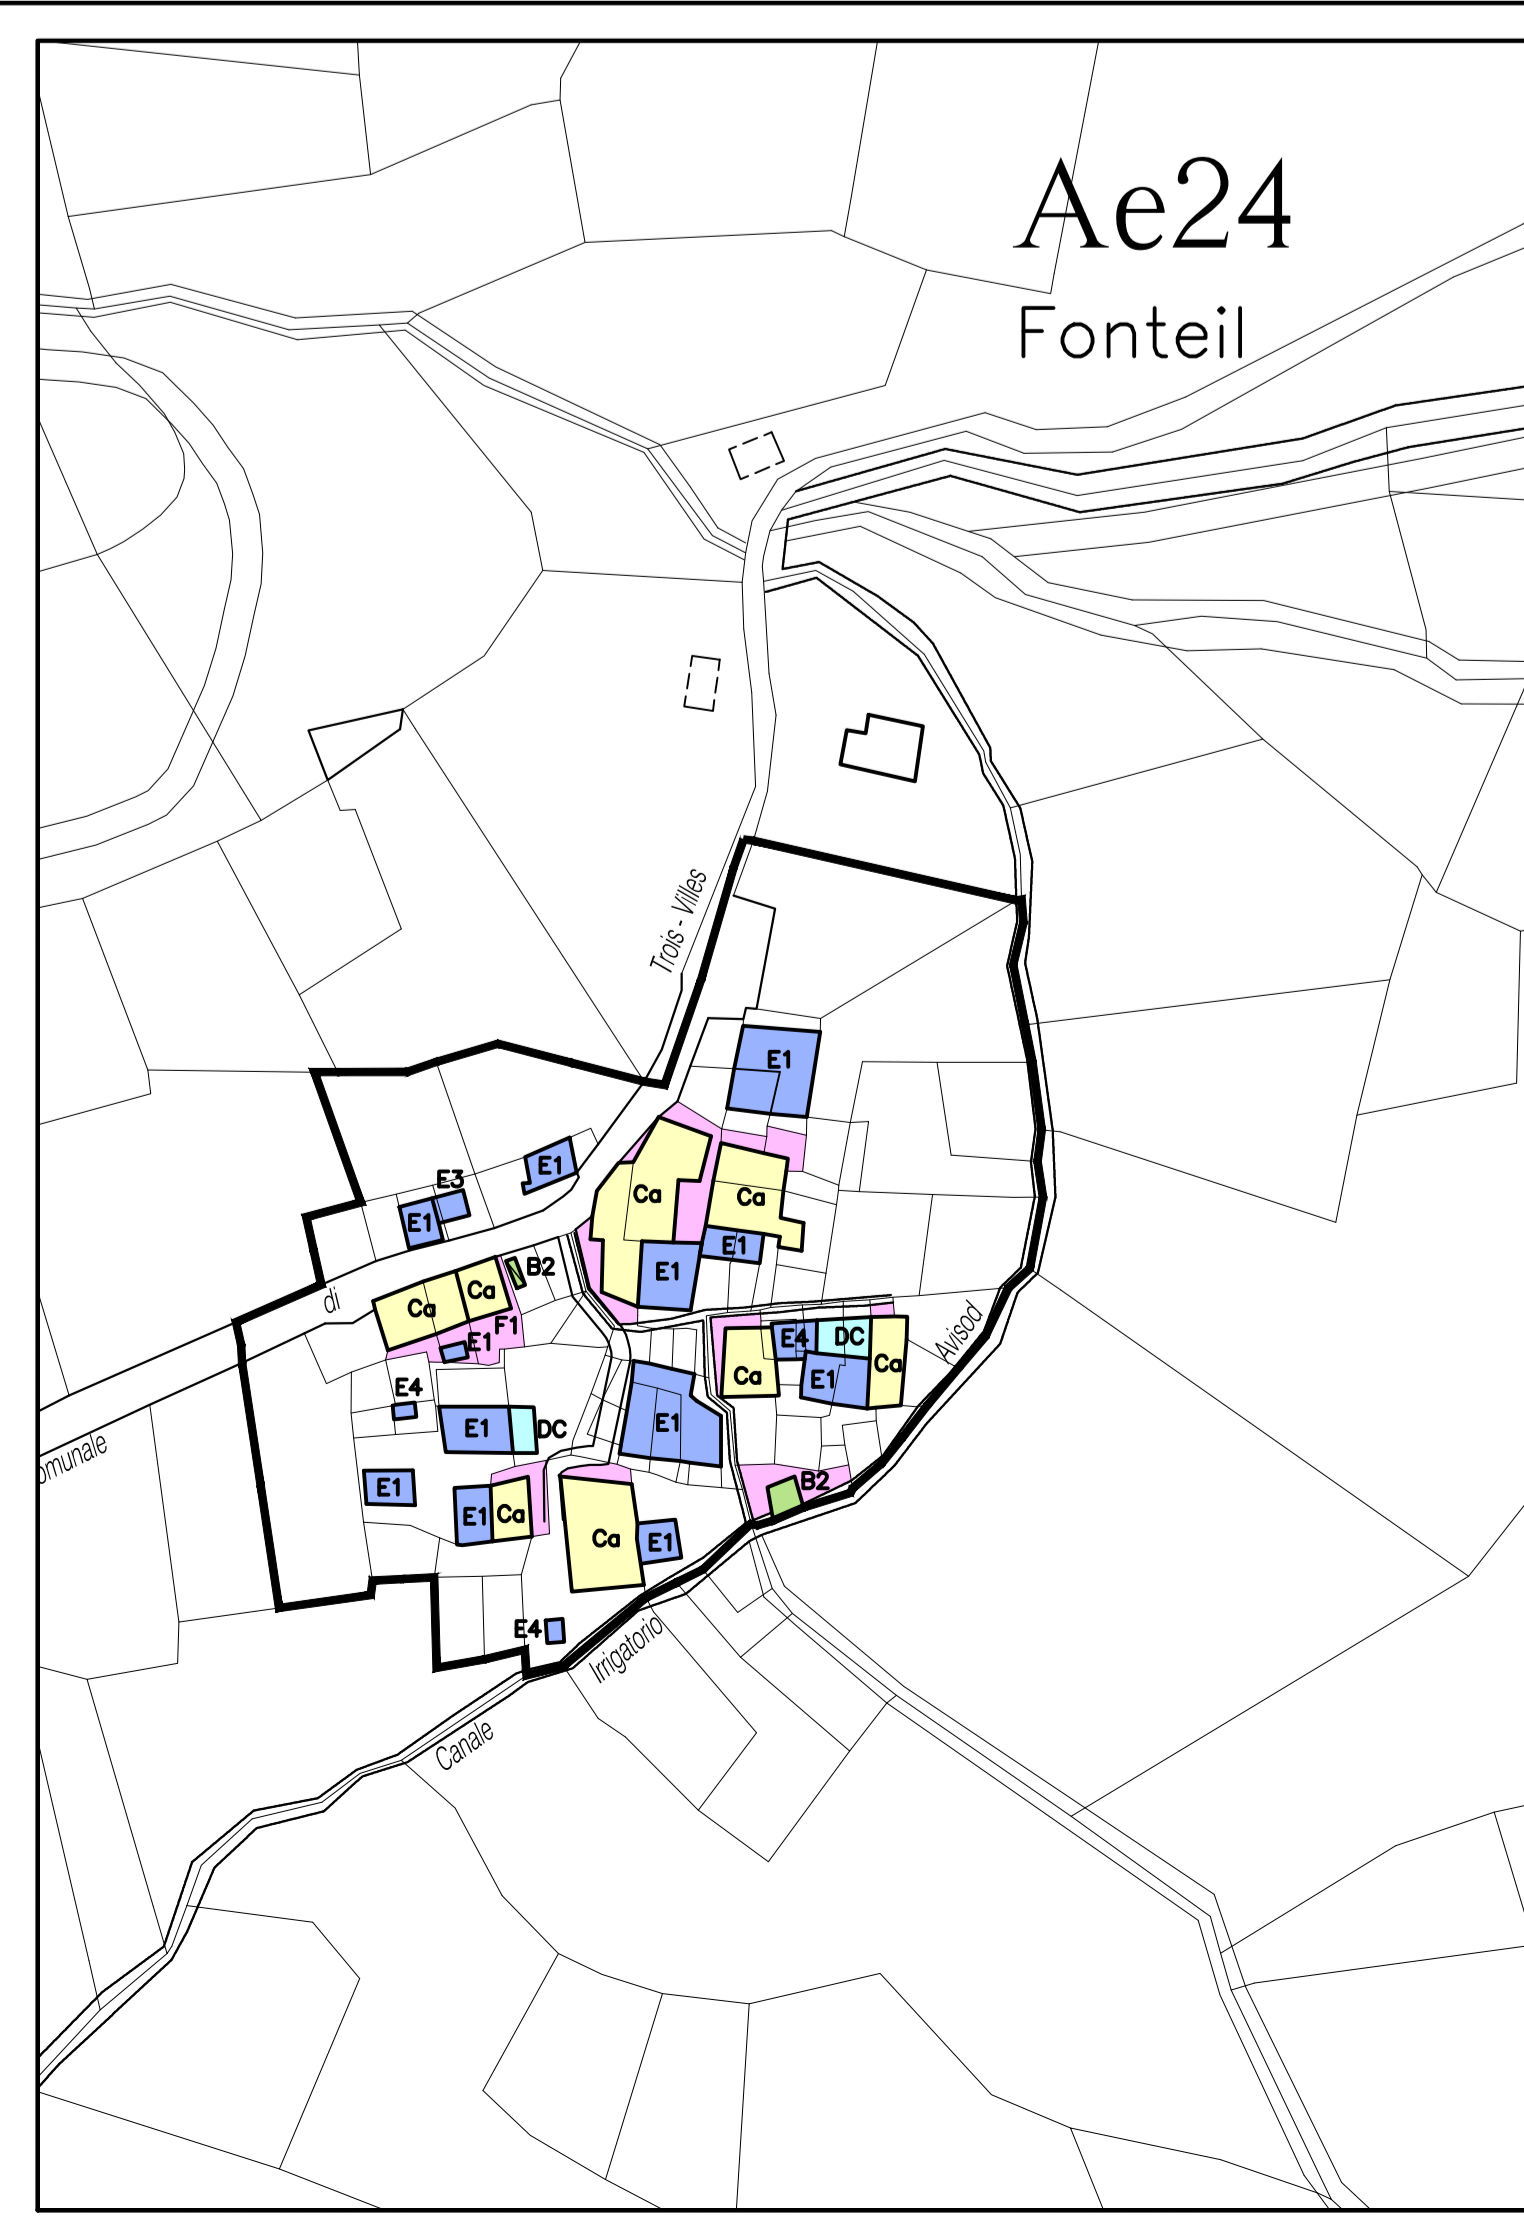 Ae24
Fonteil
Trois - Villes
E1
E1
E3
E1
Ca
Ca
E1
E1
B2
Ca
Ca
F1
E1
di
E4
DC
Ca
E1
Ca
Avisod
E4
E1
DC
E1
omunale
E1
E1
Ca
B2
Ca
E1
E4
Irrigatorio
Canale